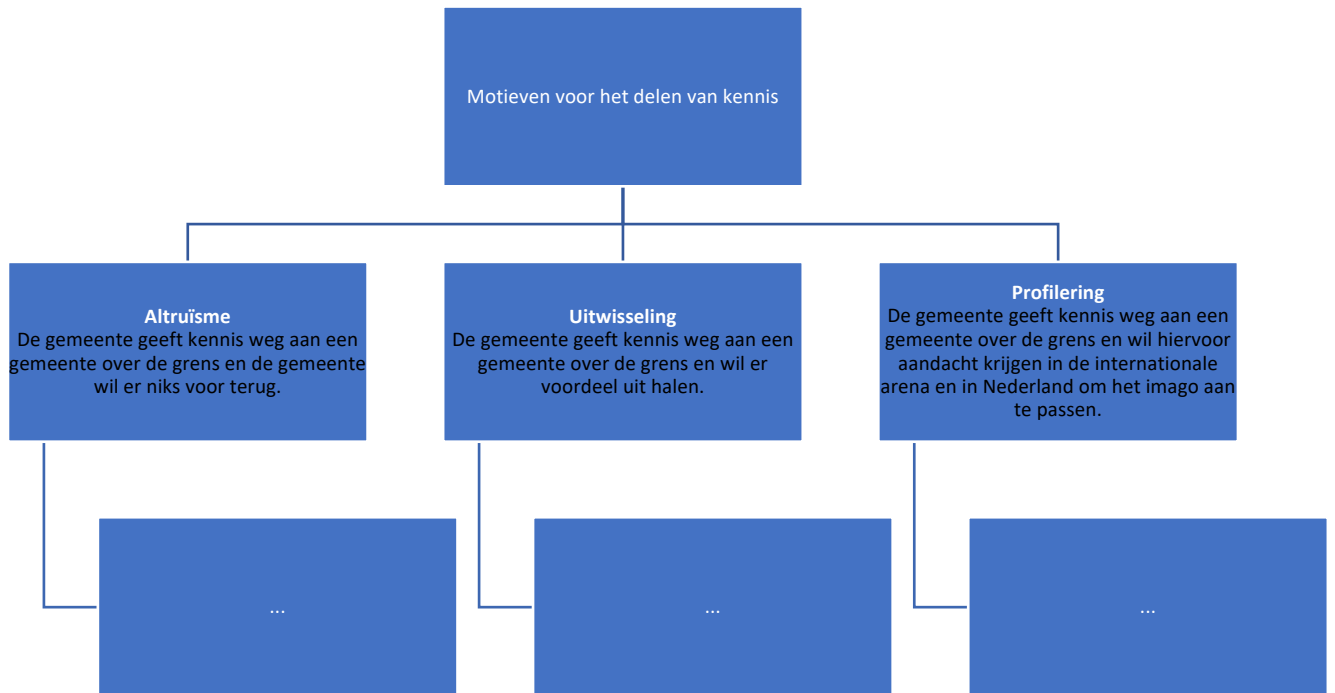 Motieven voor het delen van kennis
Altruïsme
De gemeente geeft kennis weg aan een
gemeente over de grens en de gemeente
wil er niks voor terug.
Uitwisseling
De gemeente geeft kennis weg aan een
gemeente over de grens en wil er
voordeel uit halen.
Profilering
De gemeente geeft kennis weg aan een
gemeente over de grens en wil hiervoor
aandacht krijgen in de internationale
arena en in Nederland om het imago aan
te passen.
...
...
...